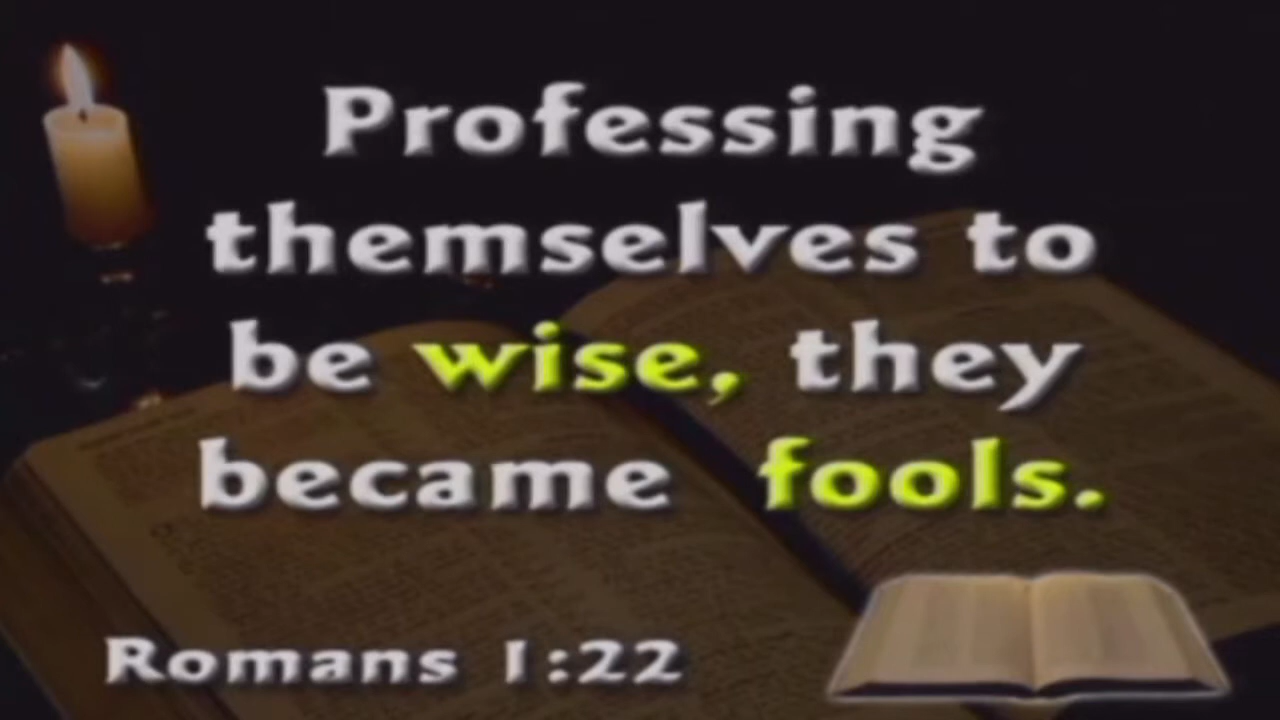 Professing
themselves to
be wise, they
became fools.
Romans 1:22